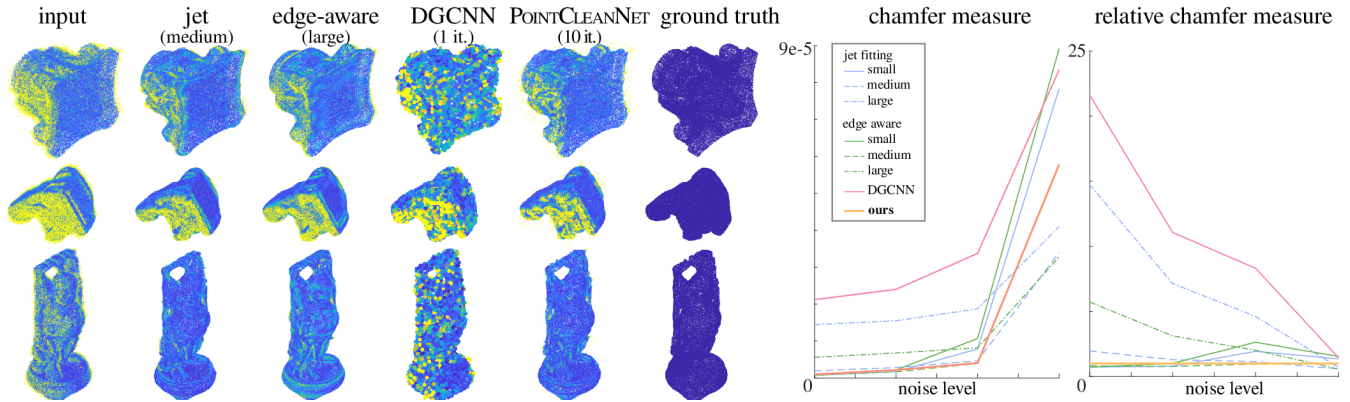 input
jet
(medium)
edge-aware
(large)
DGCNN
(1 it.)
POINTCLEANNET
(10 it.)
ground truth
chamfer measure
9e-5
jet fitting
small
medium
large
edge aware
small
medium
large
DGCNN
ours
0
noise level
relative chamfer measure
25
0
noise level